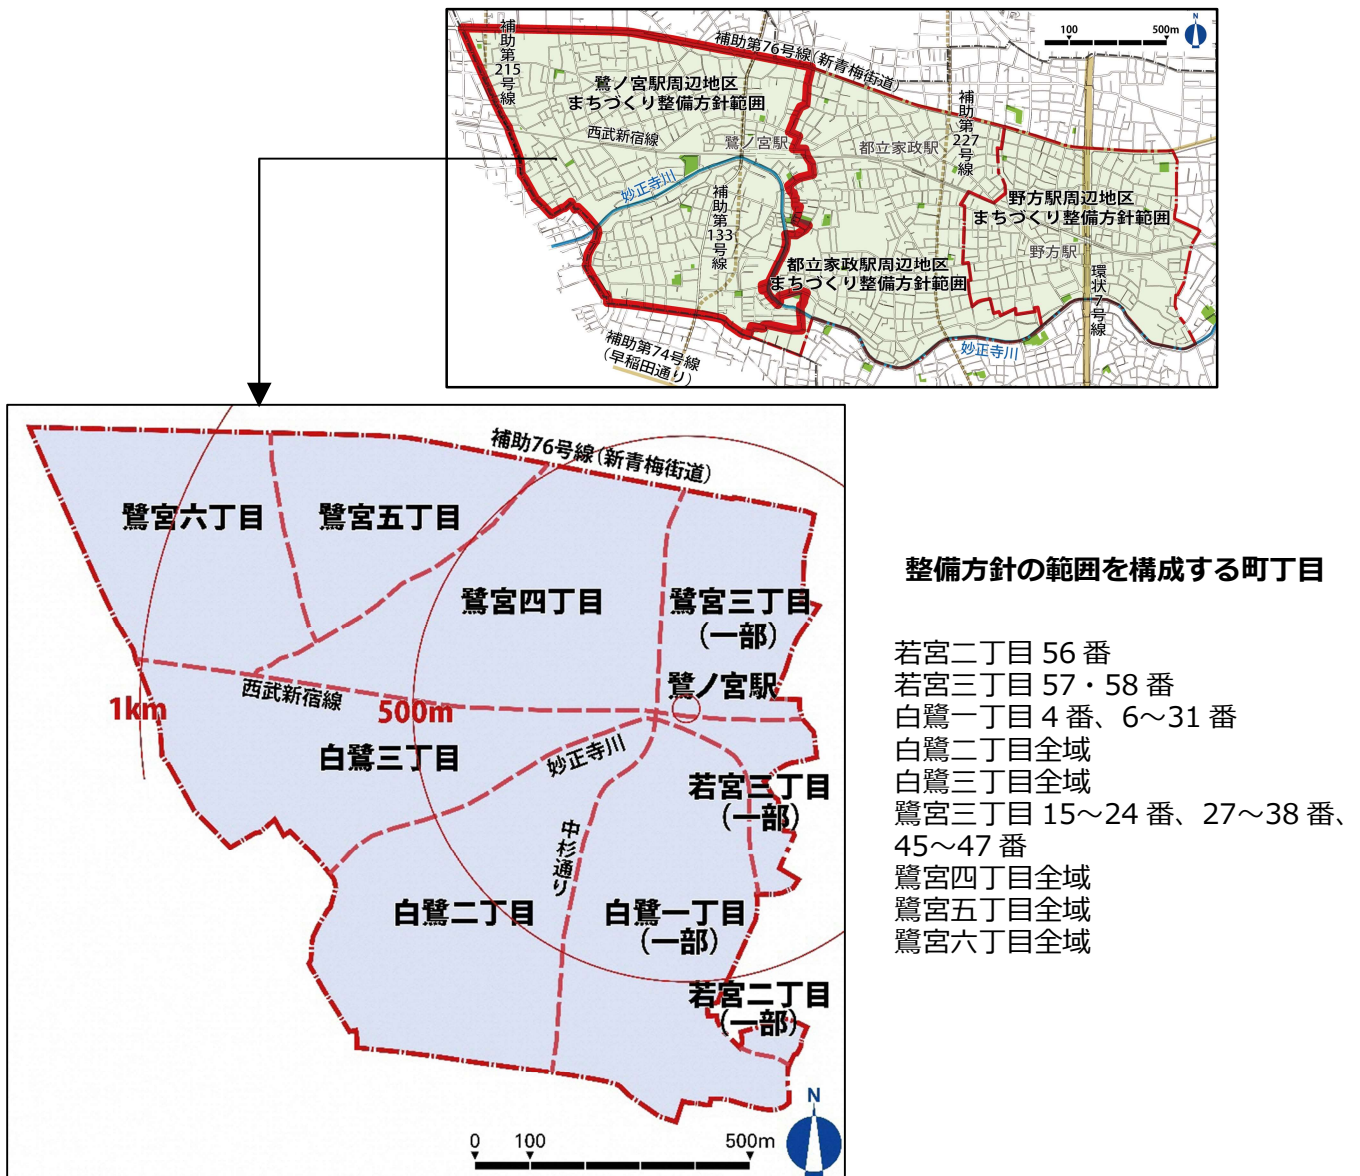 補助第215号線
補助第76号線(新青梅街道)
100
500m
鷺ノ宮駅周辺地区
まちづくり整備方針範囲
西武新宿線
鷺ノ宮駅
都立家政駅
補助第227号線
妙正寺川
補助第133号線
野方駅周辺地区
まちづくり整備方針範囲
野方駅
都立家政駅周辺地区
まちづくり整備方針範囲
環状7号線
補助第74号線
(早稲田通り)
妙正寺川
補助76号線(新青梅街道)
鷺宮六丁目
鷺宮五丁目
鷺宮四丁目
鷺宮三丁目
(一部)
鷺ノ宮駅
西武新宿線
1km
500m
白鷺三丁目
妙正寺川
若宮三丁目
(一部)
中杉通り
白鷺二丁目
白鷺一丁目
(一部)
若宮二丁目
(一部)
N
0 100 500m
整備方針の範囲を構成する町丁目
若宮二丁目 56 番
若宮三丁目 57・58 番
白鷺一丁目 4 番、6~31 番
白鷺二丁目全域
白鷺三丁目全域
鷺宮三丁目 15~24 番、27~38 番、
45~47 番
鷺宮四丁目全域
鷺宮五丁目全域
鷺宮六丁目全域